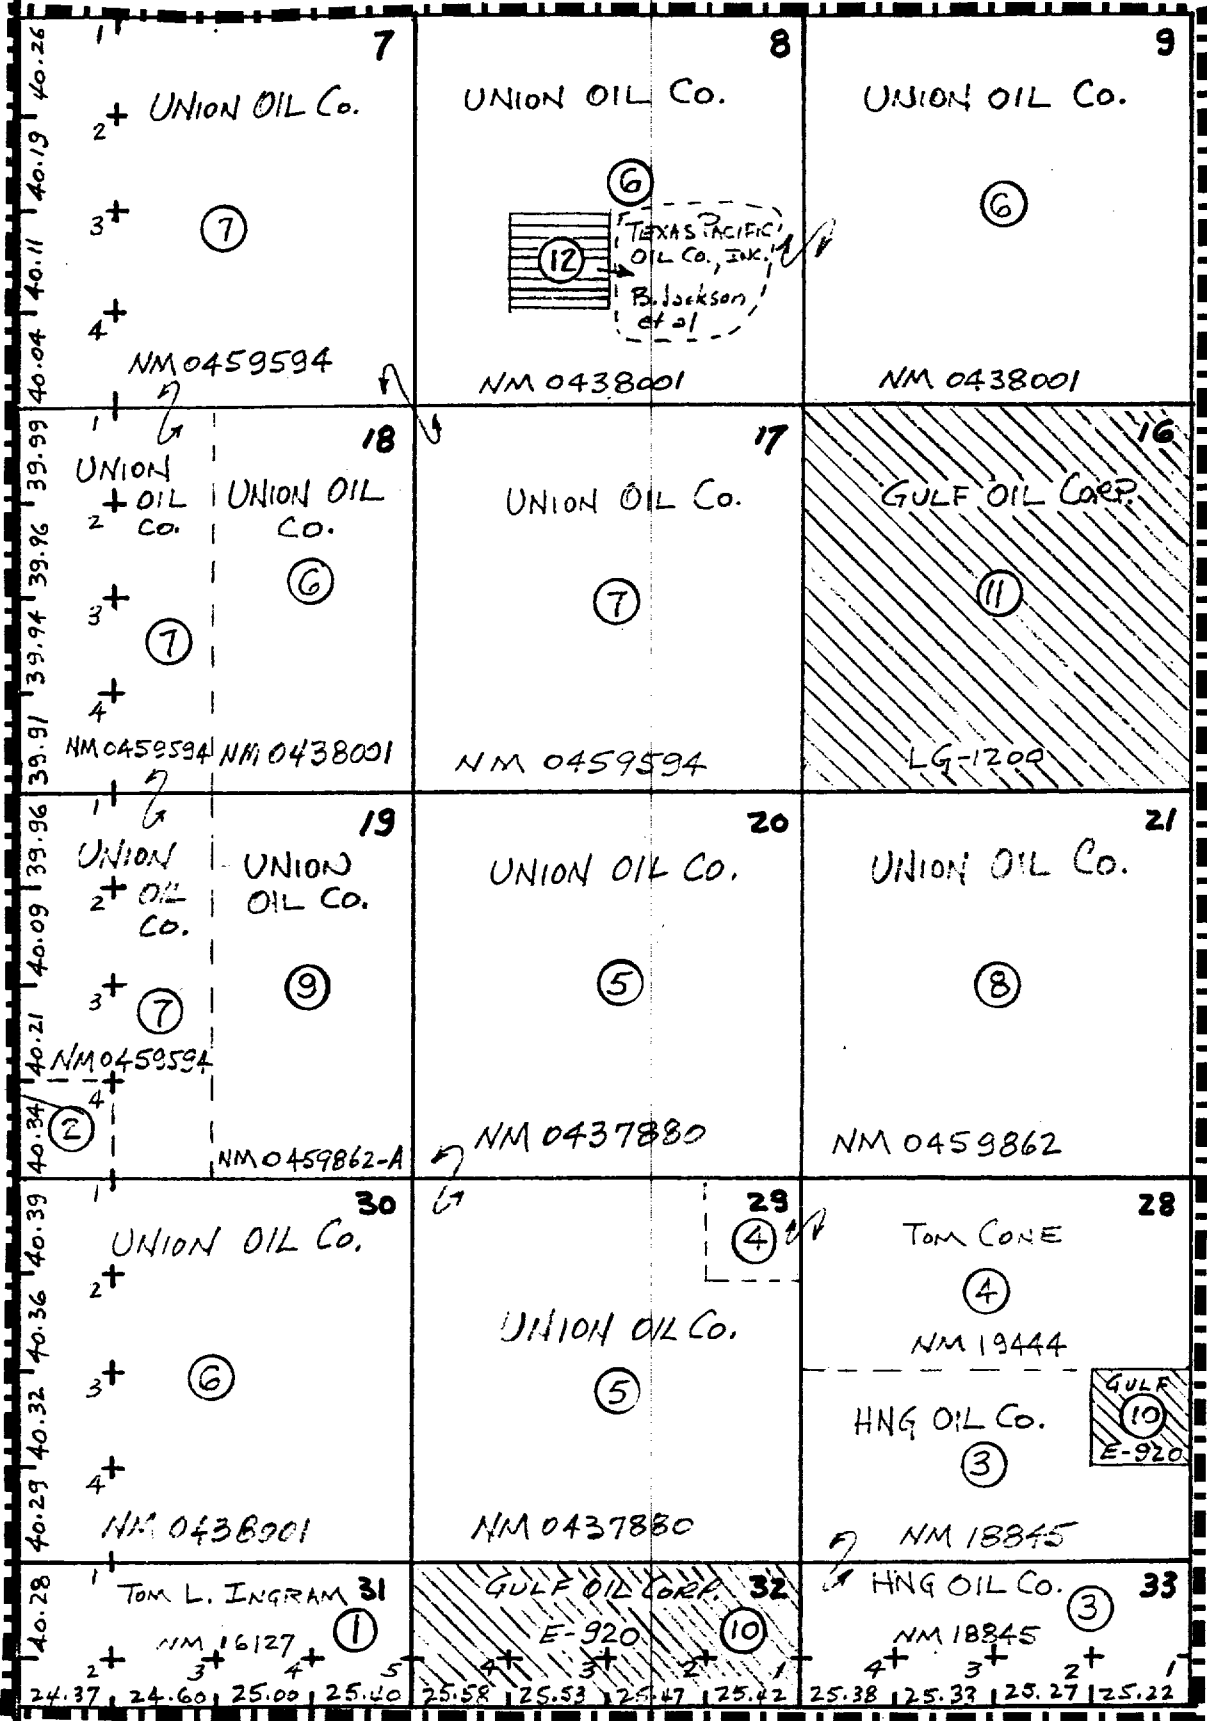 7
1
40.26
UNION OIL Co.
2
40.19
3
7
40.11
4
40.04
NM 0459594
8
UNION OIL Co.
6
12
TEXAS PACIFIC
OIL Co., INC.
B. Jackson
et al
NM 0438001
9
UNION OIL Co.
6
NM 0438001
18
1
39.99
UNION
OIL
Co.
2
39.96
3
39.94
7
4
39.91
NM 0459594
UNION OIL
Co.
6
NM 0438001
17
UNION OIL Co.
7
NM 0459594
16
GULF OIL CORP.
11
LG-1200
19
1
39.96
UNION
OIL
Co.
2
40.09
3
7
40.21
NM 0459594
4
40.34
2
UNION
OIL Co.
9
NM 0459862-A
20
UNION OIL Co.
5
NM 0437880
21
UNION OIL Co.
8
NM 0459862
30
1
40.39
UNION OIL Co.
2
40.36
3
6
40.32
4
40.29
NM 0438001
29
4
UNION OIL Co.
5
NM 0437880
28
TOM CONE
4
NM 19444
HNG OIL Co.
3
NM 18845
GULF
10
E-920
31
1
40.28
TOM L. INGRAM
1
NM 16127
2 3 4 5
24.37 24.60 25.00 25.40
32
GULF OIL CORP.
E-920
10
4 3 2 1
25.58 25.53 25.47 25.42
33
HNG OIL Co.
3
NM 18845
4 3 2 1
25.38 25.33 25.27 25.22